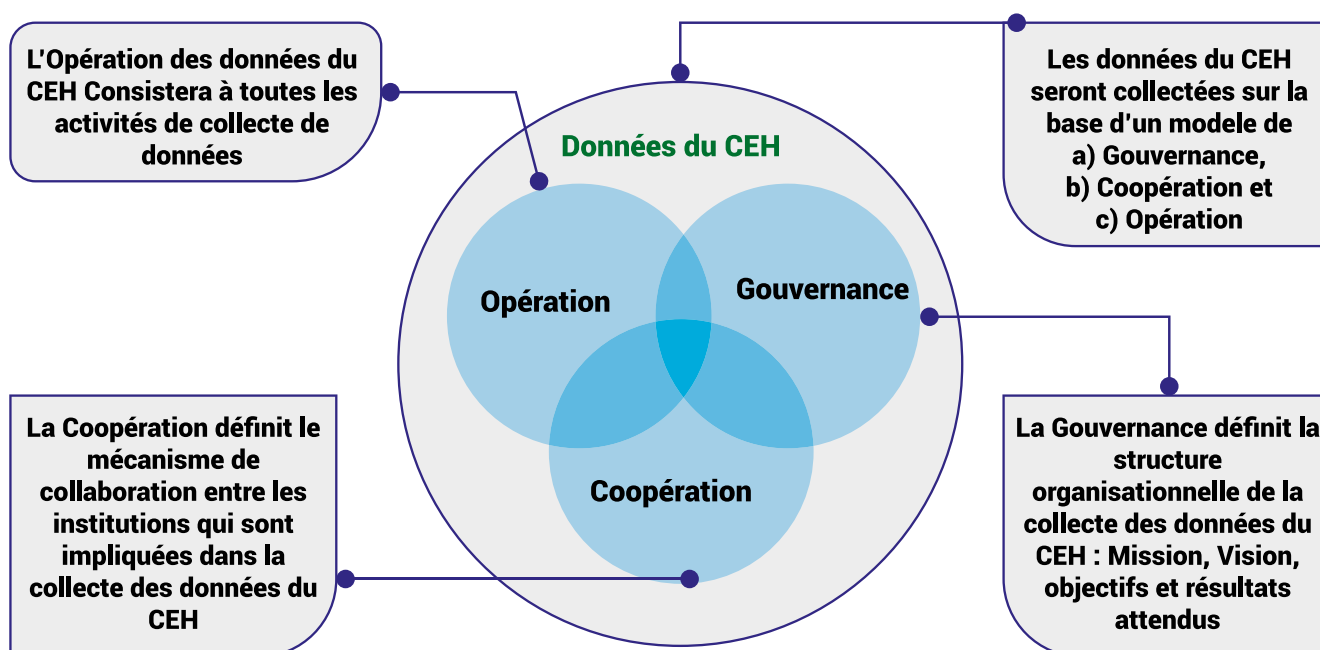 L'Opération des données du
CEH Consistera à toutes les
activités de collecte de
données
Les données du CEH
seront collectées sur la
base d'un modele de
a) Gouvernance,
b) Coopération et
c) Opération
Données du CEH
Opération
Gouvernance
Coopération
La Coopération définit le
mécanisme de
collaboration entre les
institutions qui sont
impliquées dans la
collecte des données du
CEH
La Gouvernance définit la
structure
organisationnelle de la
collecte des données du
CEH : Mission, Vision,
objectifs et résultats
attendus